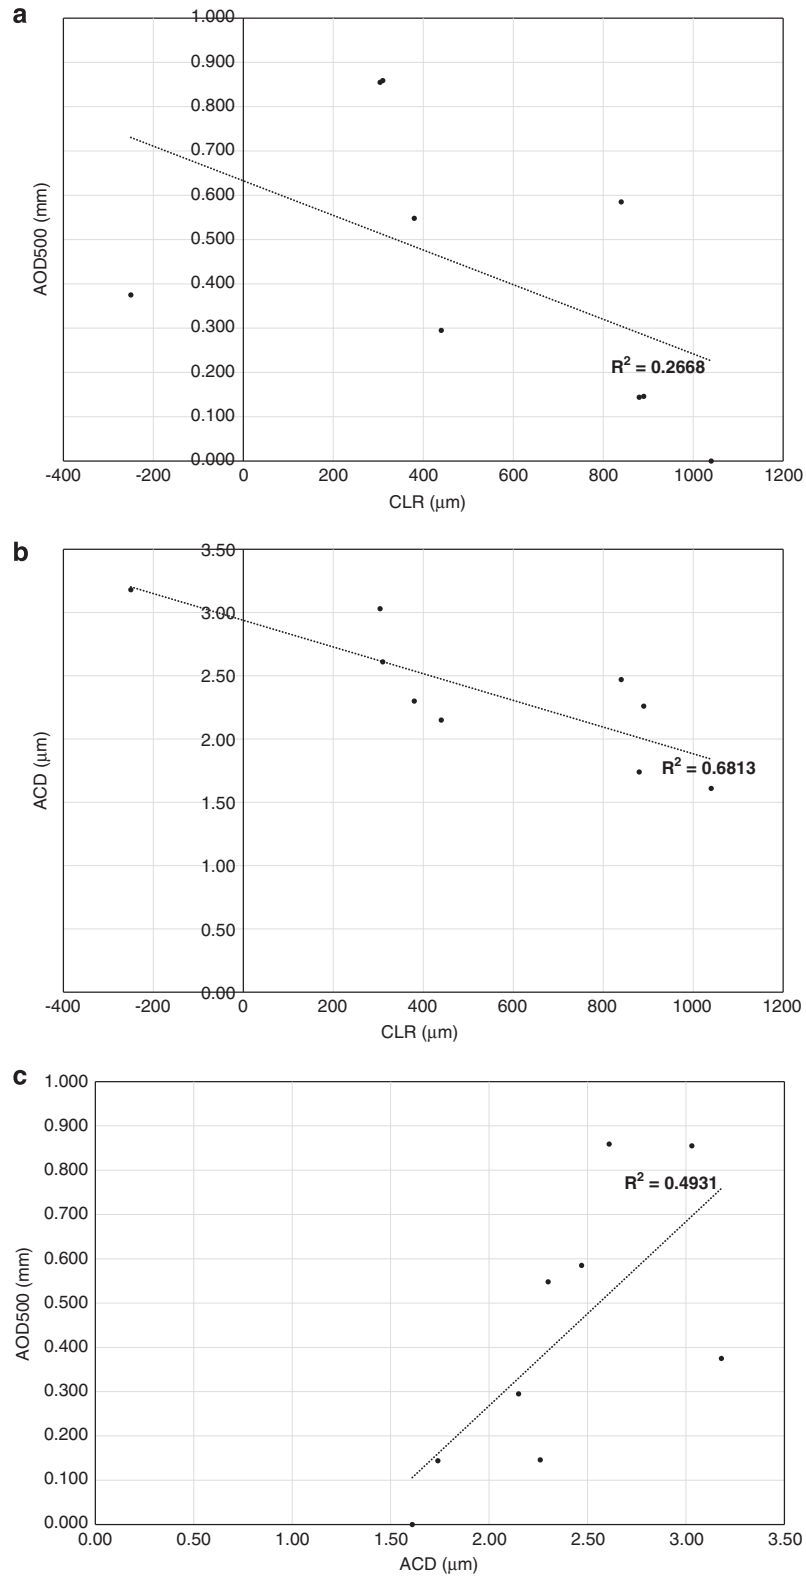 a
1.000
0.900
0.800
0.700
0.600
0.500
0.400
0.300
0.200
0.100
0.000
AOD500 (mm)
R² = 0.2668
-400 -200 0 200 400 600 800 1000 1200
CLR (μm)
b
3.50
3.00
2.50
2.00
1.50
1.00
0.50
0.00
ACD (μm)
R² = 0.6813
-400 -200 0 200 400 600 800 1000 1200
CLR (μm)
c
1.000
0.900
0.800
0.700
0.600
0.500
0.400
0.300
0.200
0.100
0.000
AOD500 (mm)
R² = 0.4931
0.00 0.50 1.00 1.50 2.00 2.50 3.00 3.50
ACD (μm)